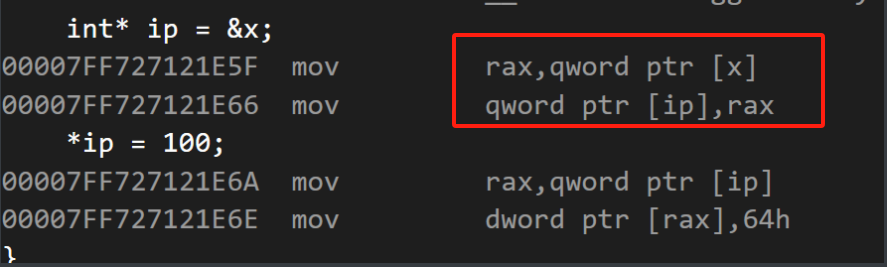 int* ip = &x;
00007FF727121E5F mov rax,qword ptr [x]
00007FF727121E66 mov qword ptr [ip],rax
*ip = 100;
00007FF727121E6A mov rax,qword ptr [ip]
00007FF727121E6E mov dword ptr [rax],64h
}